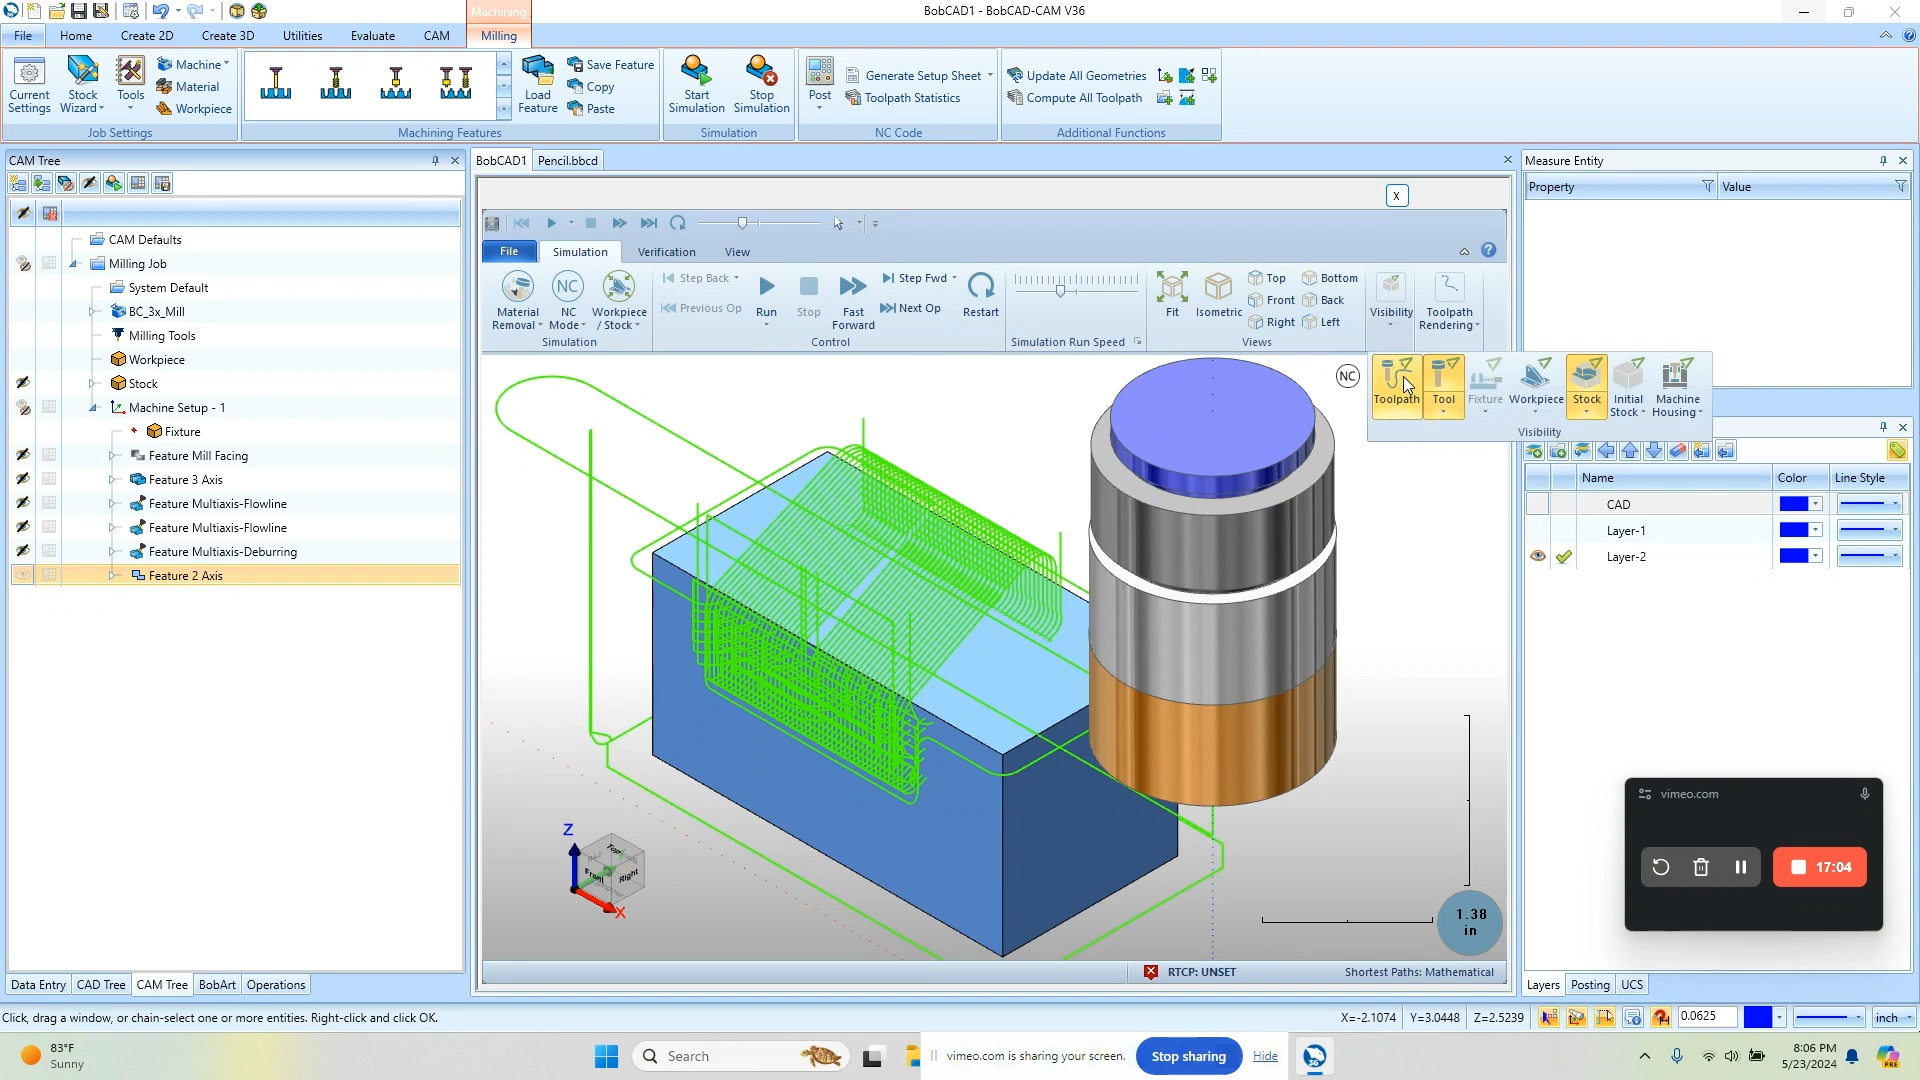 BobCAD1 - BobCAD-CAM V36
Machining
File Home Create 2D Create 3D Utilities Evaluate CAM Milling
Current Settings
Stock Wizard
Tools
Machine
Material
Workpiece
Job Settings
Machining Features
Load Feature
Save Feature
Copy
Paste
Start Simulation
Stop Simulation
Simulation
Post
Generate Setup Sheet
Toolpath Statistics
NC Code
Update All Geometries
Compute All Toolpath
Additional Functions
CAM Tree
CAM Defaults
Milling Job
System Default
BC_3x_Mill
Milling Tools
Workpiece
Stock
Machine Setup - 1
Fixture
Feature Mill Facing
Feature 3 Axis
Feature Multiaxis-Flowline
Feature Multiaxis-Flowline
Feature Multiaxis-Deburring
Feature 2 Axis
Data Entry CAD Tree CAM Tree BobArt Operations
BobCAD1 Pencil.bbcd
X
File Simulation Verification View
Material Removal
NC
NC Mode
Workpiece / Stock
Simulation
Step Back
Previous Op
Run
Stop
Fast Forward
Step Fwd
Next Op
Restart
Control
Simulation Run Speed
Fit
Isometric
Top Bottom
Front Back
Right Left
Views
Visibility
Toolpath Rendering
Toolpath
Tool
Fixture
Workpiece
Stock
Initial Stock
Machine Housing
Visibility
NC
Z
Top
Front
Right
X
1.38 in
RTCP: UNSET
Shortest Paths: Mathematical
Measure Entity
Property Value
Name Color Line Style
CAD
Layer-1
Layer-2
vimeo.com
17:04
Layers Posting UCS
Click, drag a window, or chain-select one or more entities. Right-click and click OK.
X=-2.1074 Y=3.0448 Z=2.5239
0.0625
inch
83°F
Sunny
Search
vimeo.com is sharing your screen.
Stop sharing
Hide
36
8:06 PM
5/23/2024
PRE